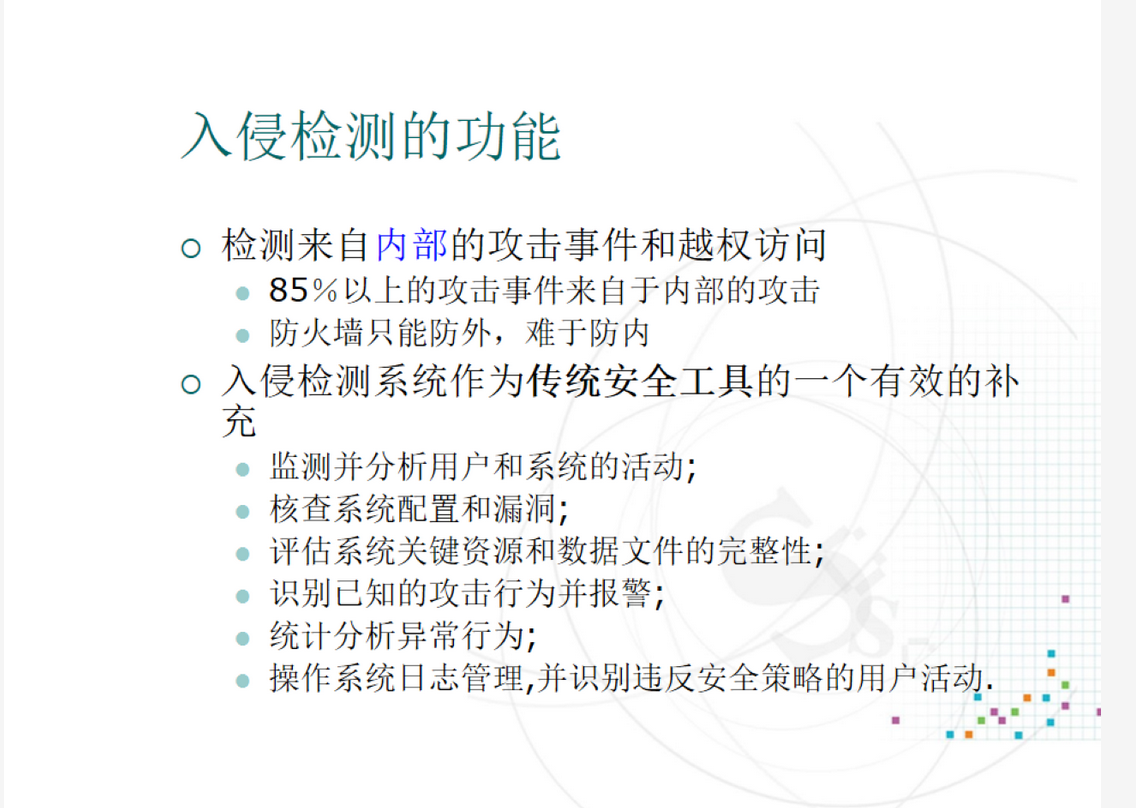 入侵检测的功能
检测来自内部的攻击事件和越权访问
85%以上的攻击事件来自于内部的攻击
防火墙只能防外，难于防内
入侵检测系统作为传统安全工具的一个有效的补
充
监测并分析用户和系统的活动;
核查系统配置和漏洞;
评估系统关键资源和数据文件的完整性;
识别已知的攻击行为并报警;
统计分析异常行为;
操作系统日志管理,并识别违反安全策略的用户活动.